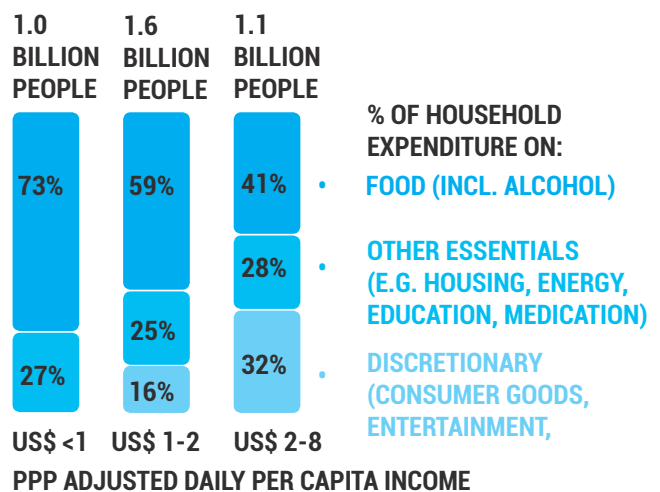 1.0
BILLION
PEOPLE
1.6
BILLION
PEOPLE
1.1
BILLION
PEOPLE
73%
27%
59%
25%
16%
41%
28%
32%
% OF HOUSEHOLD
EXPENDITURE ON:
FOOD (INCL. ALCOHOL)
OTHER ESSENTIALS
(E.G. HOUSING, ENERGY,
EDUCATION, MEDICATION)
DISCRETIONARY
(CONSUMER GOODS,
ENTERTAINMENT,
US$ <1
US$ 1-2
US$ 2-8
PPP ADJUSTED DAILY PER CAPITA INCOME